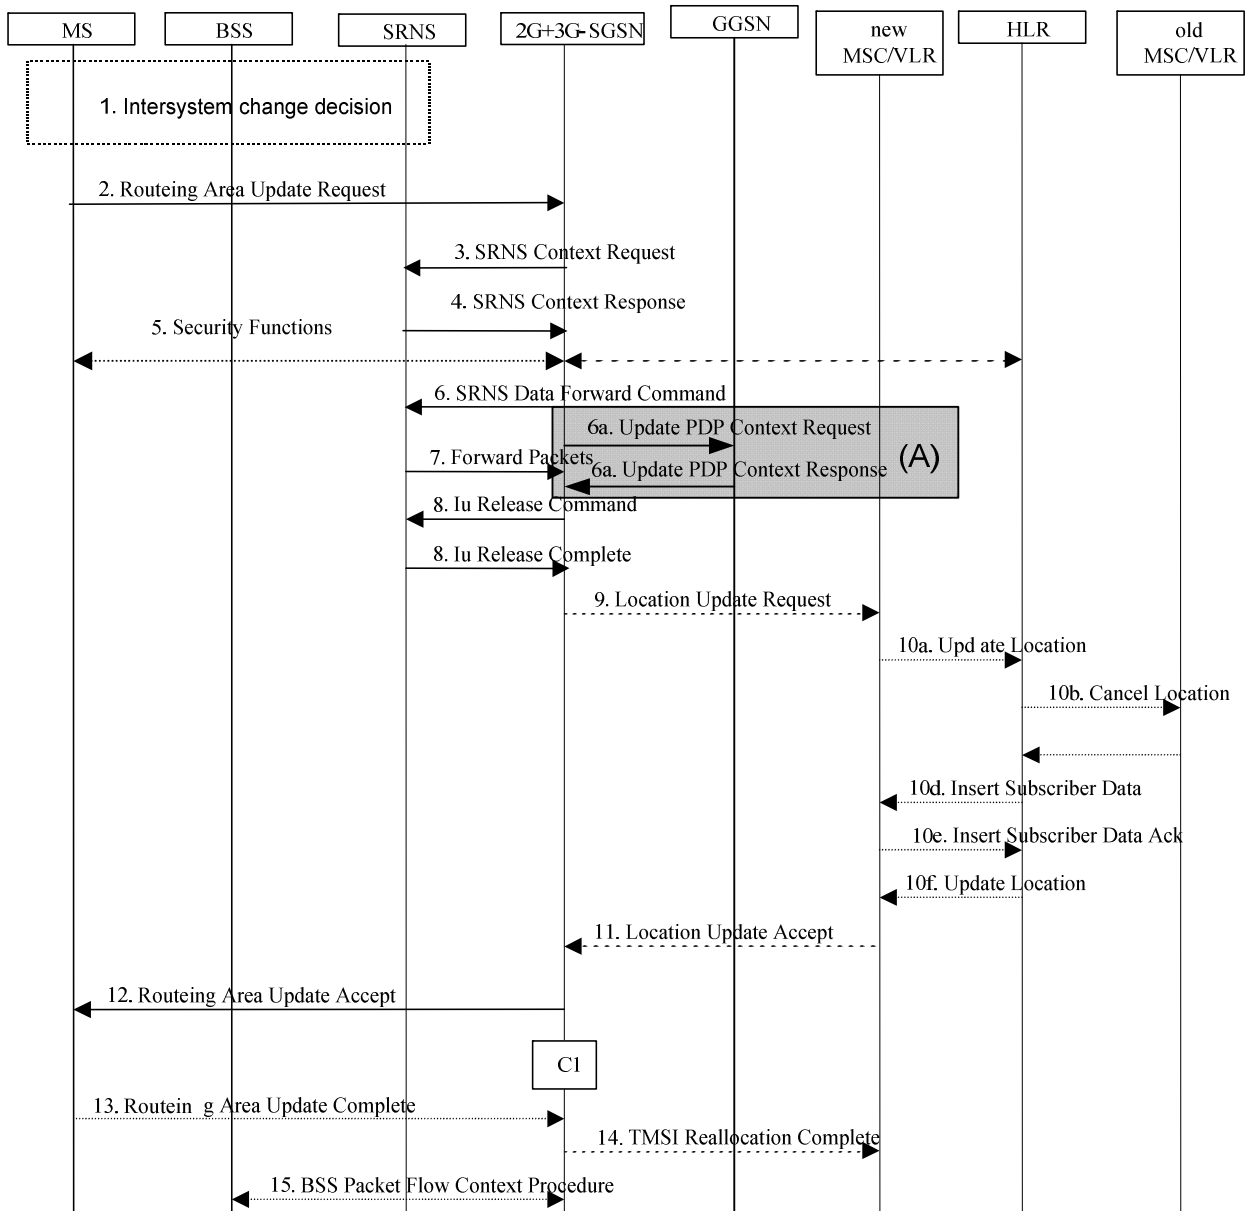 MS
BSS
SRNS
2G+3G-SGSN
GGSN
new
MSC/VLR
HLR
old
MSC/VLR
1. Intersystem change decision
2. Routeing Area Update Request
3. SRNS Context Request
4. SRNS Context Response
5. Security Functions
6. SRNS Data Forward Command
6a. Update PDP Context Request
(A)
7. Forward Packets
6a. Update PDP Context Response
8. Iu Release Command
8. Iu Release Complete
9. Location Update Request
10a. Upd ate Location
10b. Cancel Location
10d. Insert Subscriber Data
10e. Insert Subscriber Data Ack
10f. Update Location
11. Location Update Accept
12. Routeing Area Update Accept
C1
13. Routein g Area Update Complete
14. TMSI Reallocation Complete
15. BSS Packet Flow Context Procedure